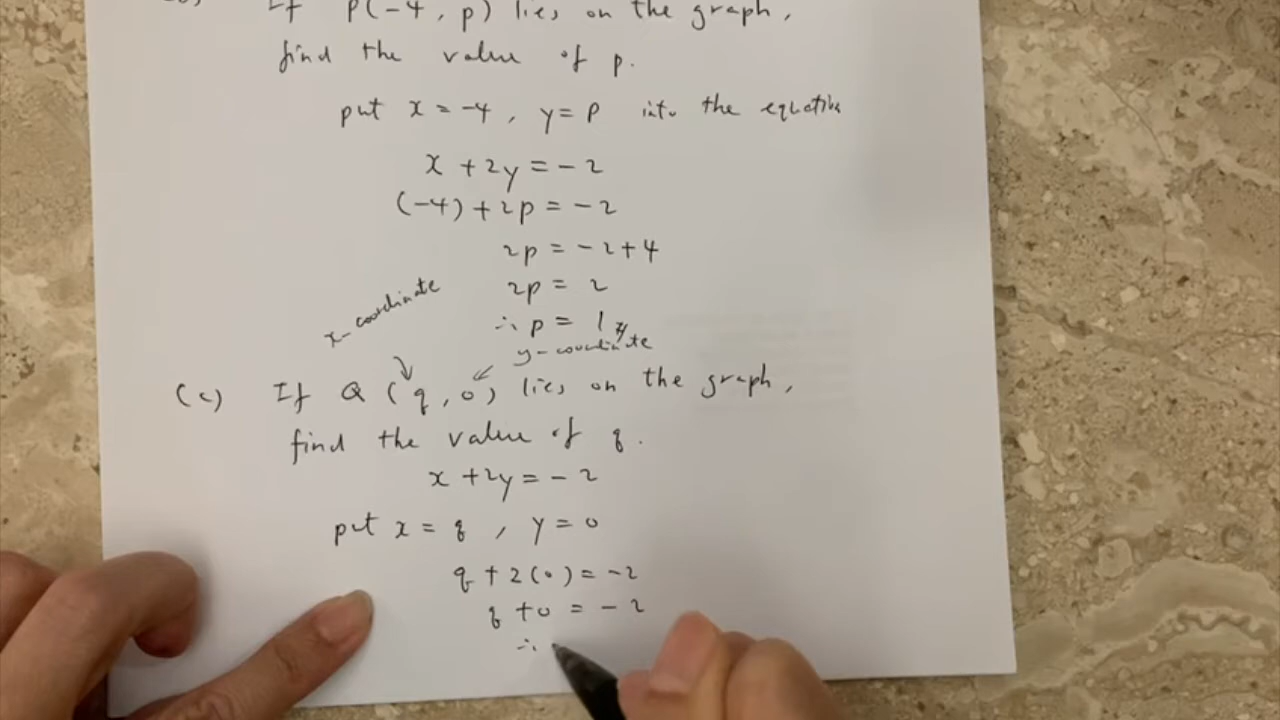 If P(-4, p) lies on the graph,
find the value of p.
put x = -4, y = p into the equation
x + 2y = -2
(-4) + 2p = -2
2p = -2+4
2p = 2
∴ p = 1
x-coordinate
y-coordinate
(c) If Q (q, 0) lies on the graph,
find the value of q.
x + 2y = -2
put x = q, y = 0
q + 2(0) = -2
q + 0 = -2
∴